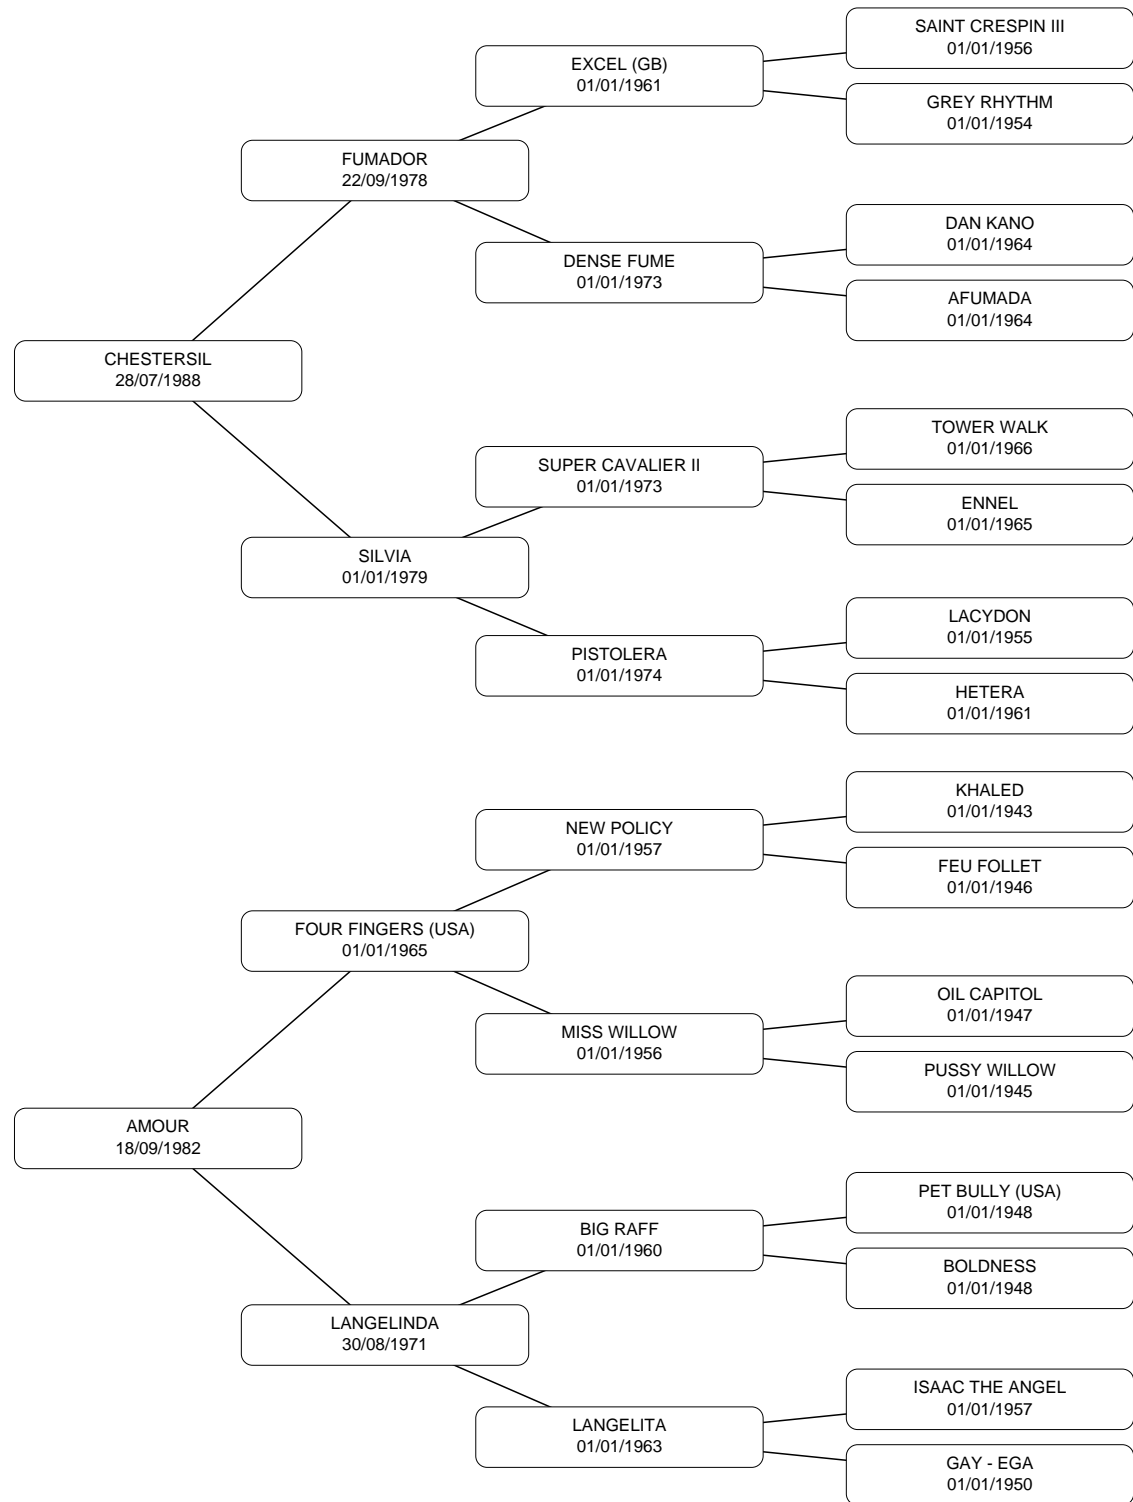 SAINT CRESPIN III
01/01/1956
EXCEL (GB)
01/01/1961
GREY RHYTHM
01/01/1954
FUMADOR
22/09/1978
DAN KANO
01/01/1964
DENSE FUME
01/01/1973
AFUMADA
01/01/1964
CHESTERSIL
28/07/1988
TOWER WALK
01/01/1966
SUPER CAVALIER II
01/01/1973
ENNEL
01/01/1965
SILVIA
01/01/1979
LACYDON
01/01/1955
PISTOLERA
01/01/1974
HETERA
01/01/1961
KHALED
01/01/1943
NEW POLICY
01/01/1957
FEU FOLLET
01/01/1946
FOUR FINGERS (USA)
01/01/1965
OIL CAPITOL
01/01/1947
MISS WILLOW
01/01/1956
PUSSY WILLOW
01/01/1945
AMOUR
18/09/1982
PET BULLY (USA)
01/01/1948
BIG RAFF
01/01/1960
BOLDNESS
01/01/1948
LANGELINDA
30/08/1971
ISAAC THE ANGEL
01/01/1957
LANGELITA
01/01/1963
GAY - EGA
01/01/1950